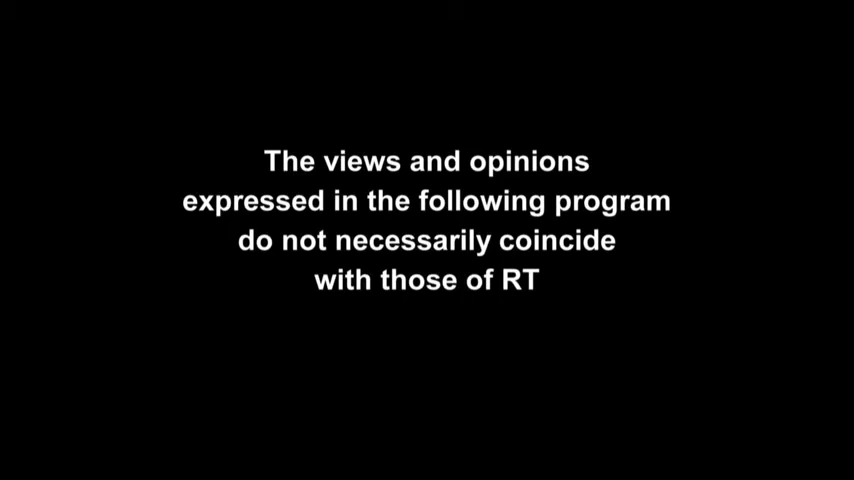 The views and opinions
expressed in the following program
do not necessarily coincide
with those of RT